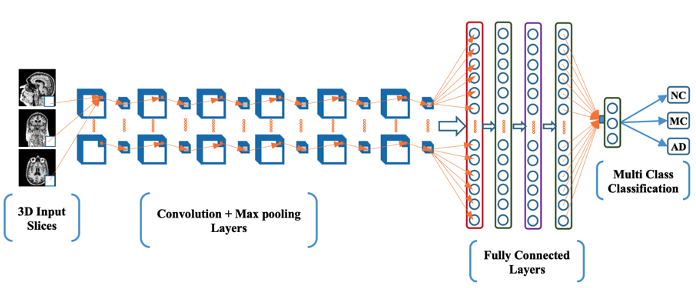 NC
MC
AD
3D Input
Slices
Convolution + Max pooling
Layers
Fully Connected
Layers
Multi Class
Classification